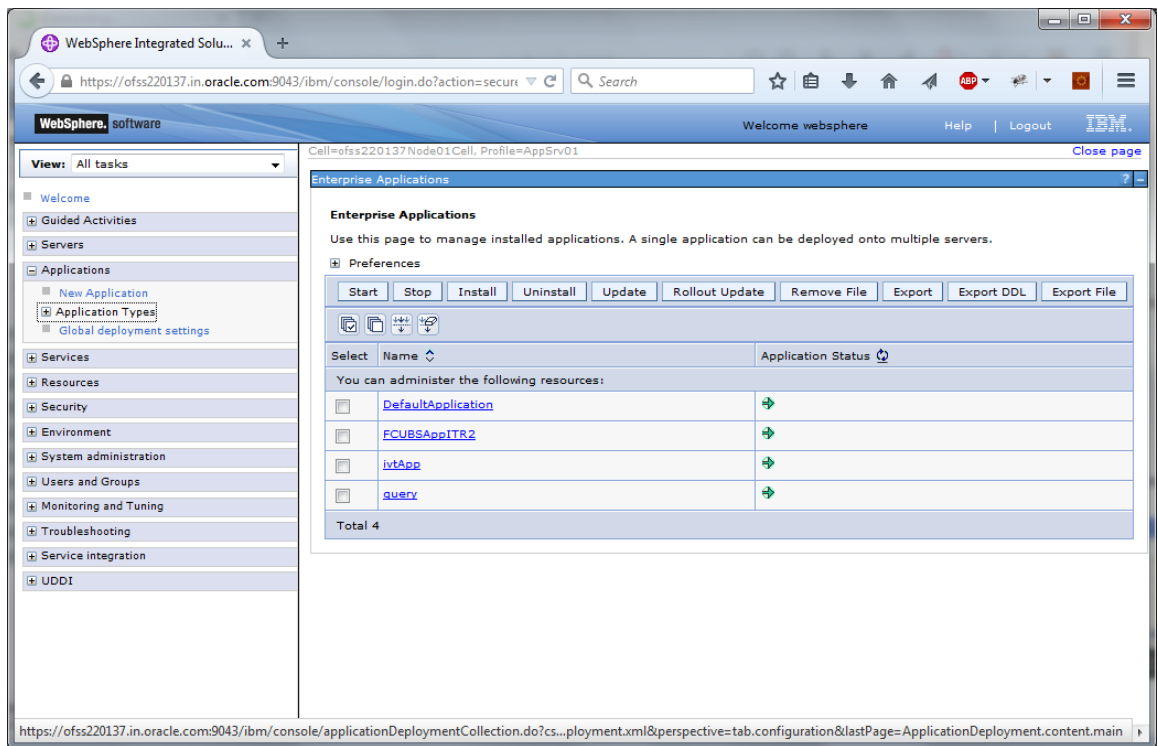 WebSphere Integrated Solu... ×
https://ofss220137.in.oracle.com:9043/ibm/console/login.do?action=secure
Search
ABP
WebSphere. software
Welcome websphere
Help | Logout
IBM.
View: All tasks
Welcome
Guided Activities
Servers
Applications
New Application
Application Types
Global deployment settings
Services
Resources
Security
Environment
System administration
Users and Groups
Monitoring and Tuning
Troubleshooting
Service integration
UDDI
Cell=ofss220137Node01Cell, Profile=AppSrv01
Close page
Enterprise Applications
? –
Enterprise Applications
Use this page to manage installed applications. A single application can be deployed onto multiple servers.
Preferences
Start Stop Install Uninstall Update Rollout Update Remove File Export Export DDL Export File
Select Name Application Status
You can administer the following resources:
DefaultApplication
FCUBSAppITR2
ivtApp
query
Total 4
https://ofss220137.in.oracle.com:9043/ibm/console/applicationDeploymentCollection.do?cs...ployment.xml&perspective=tab.configuration&lastPage=ApplicationDeployment.content.main